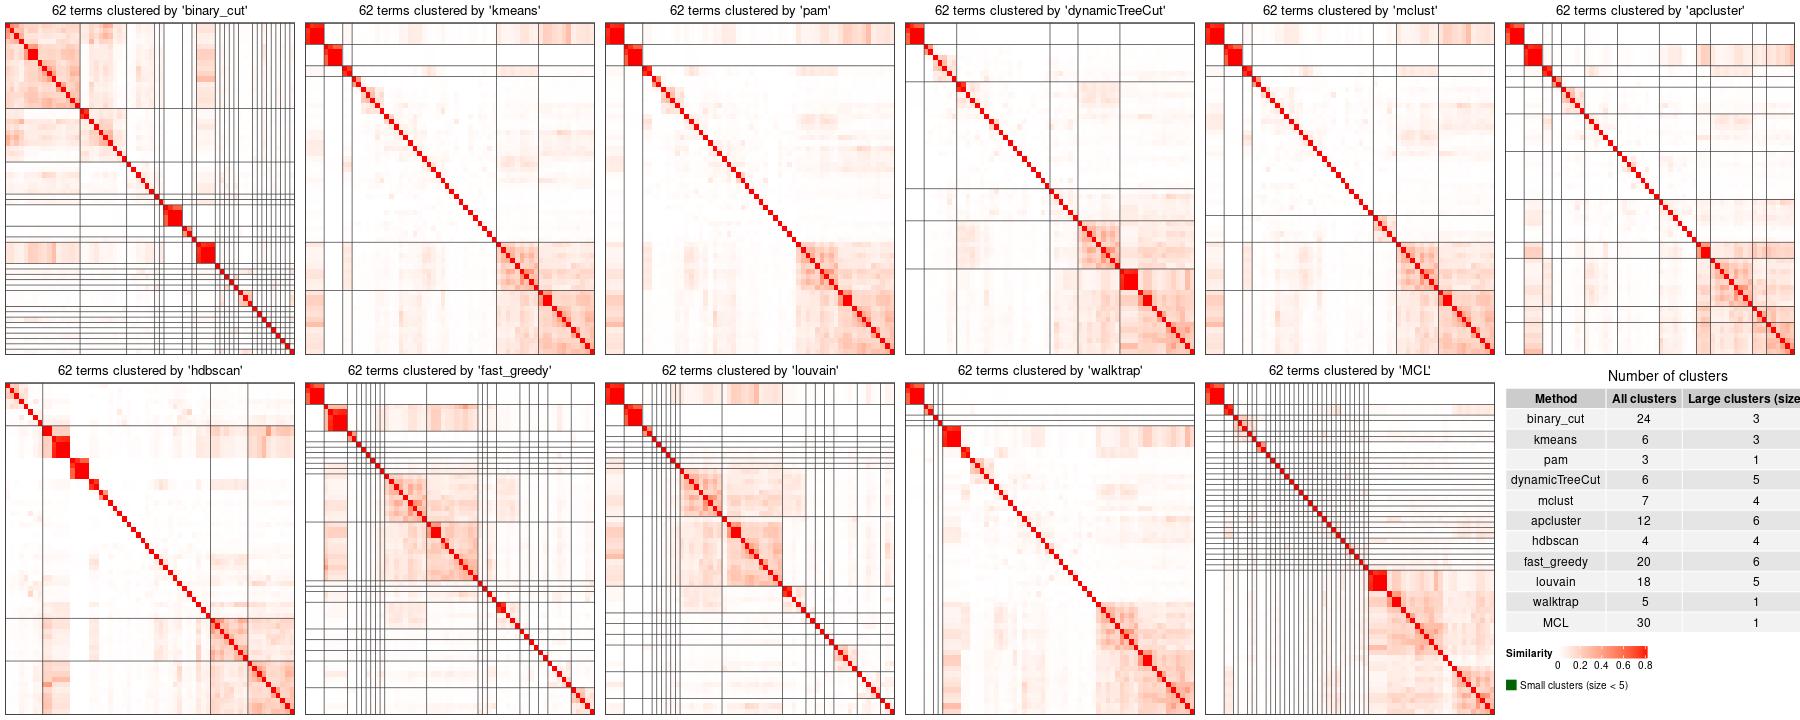 62 terms clustered by 'binary_cut'
62 terms clustered by 'kmeans'
62 terms clustered by 'pam'
62 terms clustered by 'dynamicTreeCut'
62 terms clustered by 'mclust'
62 terms clustered by 'apcluster'
62 terms clustered by 'hdbscan'
62 terms clustered by 'fast_greedy'
62 terms clustered by 'louvain'
62 terms clustered by 'walktrap'
62 terms clustered by 'MCL'
Number of clusters
Method All clusters Large clusters (size
binary_cut 24 3
kmeans 6 3
pam 3 1
dynamicTreeCut 6 5
mclust 7 4
apcluster 12 6
hdbscan 4 4
fast_greedy 20 6
louvain 18 5
walktrap 5 1
MCL 30 1
Similarity
0 0.2 0.4 0.6 0.8
Small clusters (size < 5)